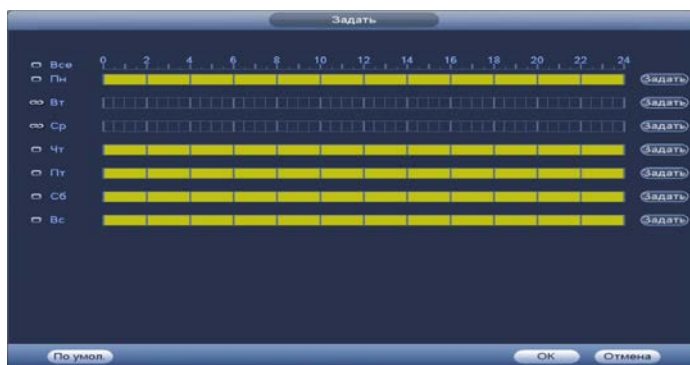 Задать
Все 0 2 4 6 8 10 12 14 16 18 20 22 24
Пн Задать
Вт Задать
Ср Задать
Чт Задать
Пт Задать
Сб Задать
Вс Задать
По умол. OK Отмена